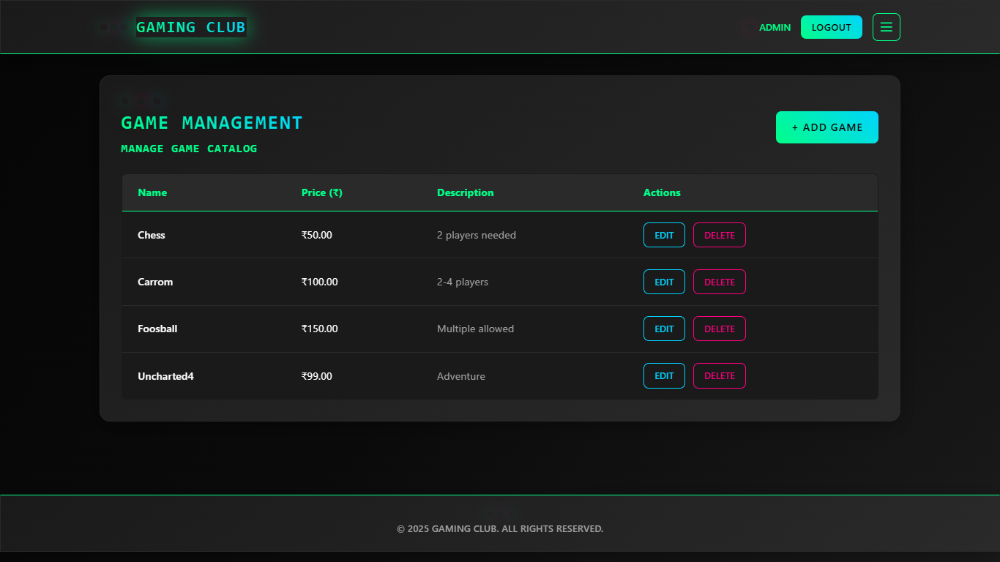 GAMING CLUB
ADMIN LOGOUT
GAME MANAGEMENT
+ ADD GAME
MANAGE GAME CATALOG
Name Price (₹) Description Actions
Chess ₹50.00 2 players needed EDIT DELETE
Carrom ₹100.00 2-4 players EDIT DELETE
Foosball ₹150.00 Multiple allowed EDIT DELETE
Uncharted4 ₹99.00 Adventure EDIT DELETE
© 2025 GAMING CLUB. ALL RIGHTS RESERVED.